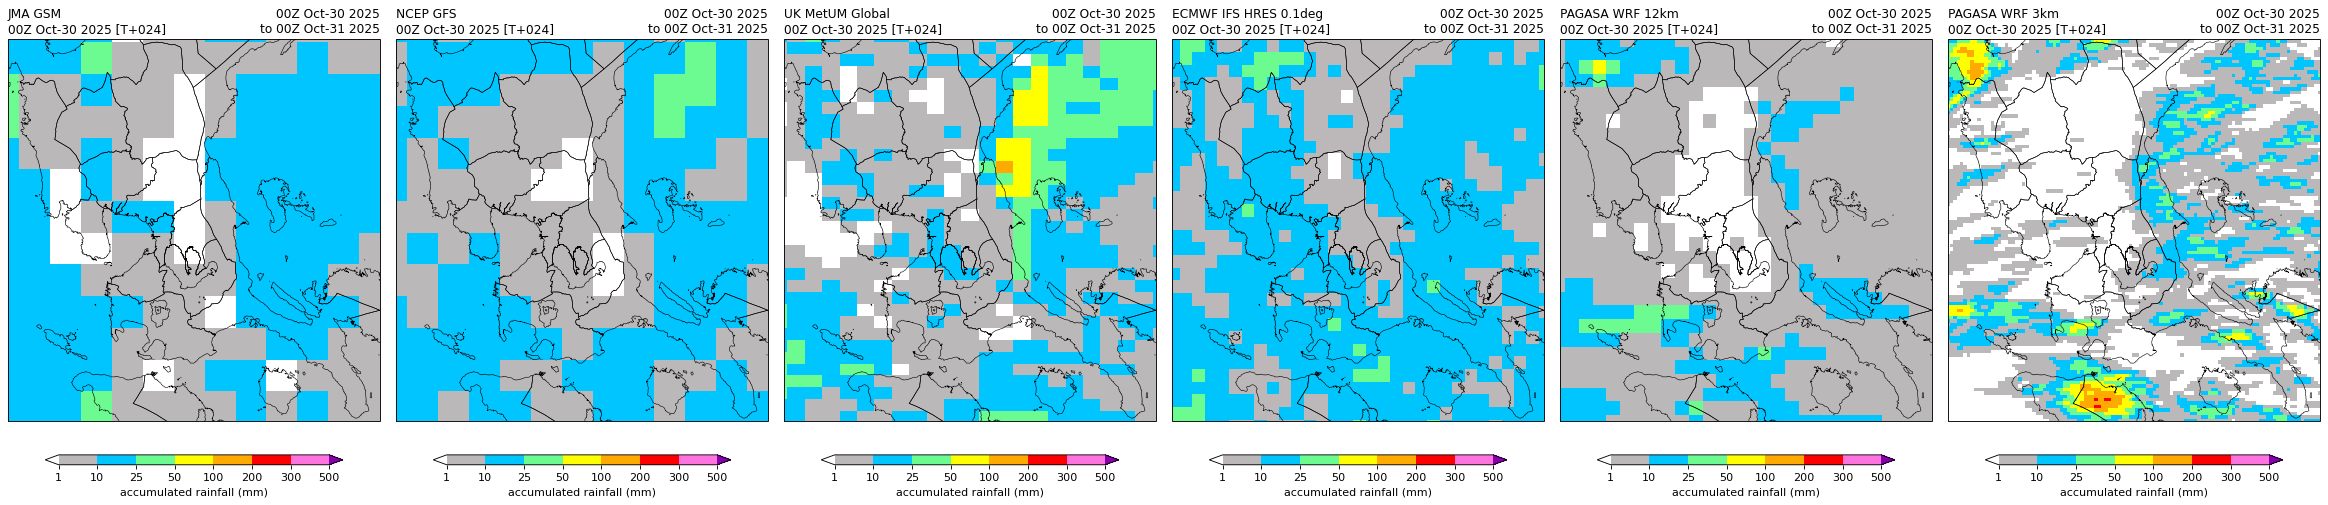 JMA GSM
00Z Oct-30 2025 [T+024]
00Z Oct-30 2025
to 00Z Oct-31 2025
1 10 25 50 100 200 300 500
accumulated rainfall (mm)
NCEP GFS
00Z Oct-30 2025 [T+024]
00Z Oct-30 2025
to 00Z Oct-31 2025
1 10 25 50 100 200 300 500
accumulated rainfall (mm)
UK MetUM Global
00Z Oct-30 2025 [T+024]
00Z Oct-30 2025
to 00Z Oct-31 2025
1 10 25 50 100 200 300 500
accumulated rainfall (mm)
ECMWF IFS HRES 0.1deg
00Z Oct-30 2025 [T+024]
00Z Oct-30 2025
to 00Z Oct-31 2025
1 10 25 50 100 200 300 500
accumulated rainfall (mm)
PAGASA WRF 12km
00Z Oct-30 2025 [T+024]
00Z Oct-30 2025
to 00Z Oct-31 2025
1 10 25 50 100 200 300 500
accumulated rainfall (mm)
PAGASA WRF 3km
00Z Oct-30 2025 [T+024]
00Z Oct-30 2025
to 00Z Oct-31 2025
1 10 25 50 100 200 300 500
accumulated rainfall (mm)